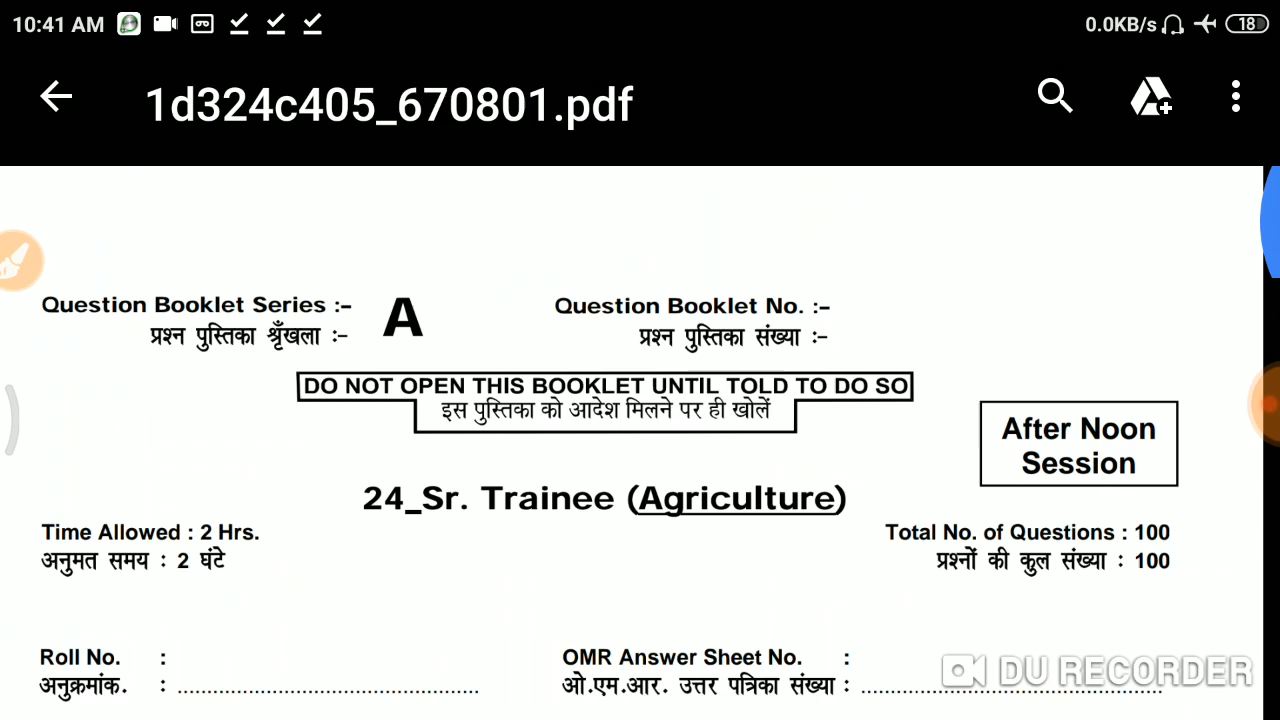 10:41 AM 0.0KB/s 18
1d324c405_670801.pdf
Question Booklet Series :- A Question Booklet No. :-
प्रश्न पुस्तिका श्रृँखला :- प्रश्न पुस्तिका संख्या :-
DO NOT OPEN THIS BOOKLET UNTIL TOLD TO DO SO
इस पुस्तिका को आदेश मिलने पर ही खोलें
After Noon
Session
24_Sr. Trainee (Agriculture)
Time Allowed : 2 Hrs. Total No. of Questions : 100
अनुमत समय : 2 घंटे प्रश्नों की कुल संख्या : 100
Roll No. : OMR Answer Sheet No. :
अनुक्रमांक. : ............................................... ओ.एम.आर. उत्तर पत्रिका संख्या : ...............................................
DU RECORDER